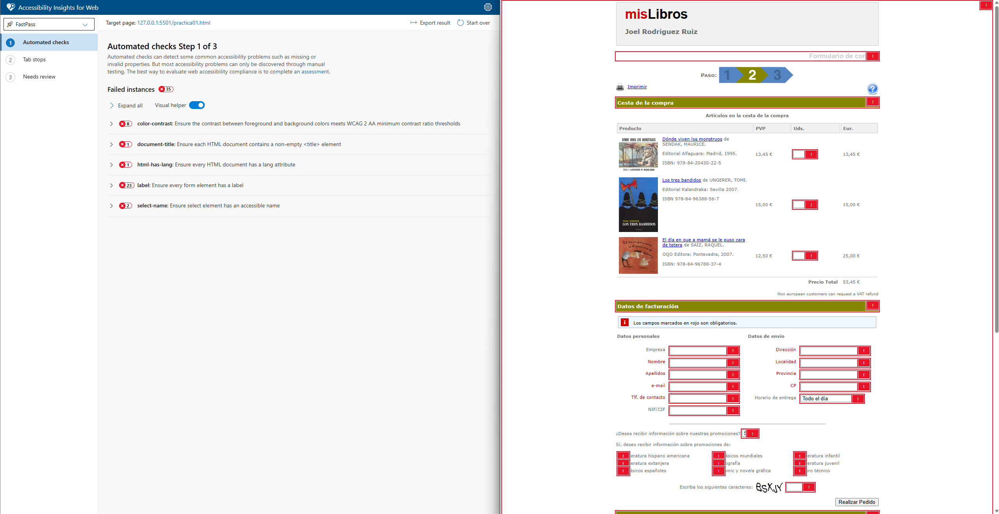 Accessibility Insights for Web
FastPass
Target page: 127.0.0.1:5501/practica01.html
Export result
Start over
1 Automated checks
2 Tab stops
3 Needs review
Automated checks Step 1 of 3
Automated checks can detect some common accessibility problems such as missing or
invalid properties. But most accessibility problems can only be discovered through manual
testing. The best way to evaluate web accessibility compliance is to complete an assessment.
Failed instances 35
Expand all
Visual helper
8 color-contrast: Ensure the contrast between foreground and background colors meets WCAG 2 AA minimum contrast ratio thresholds
1 document-title: Ensure each HTML document contains a non-empty <title> element
1 html-has-lang: Ensure every HTML document has a lang attribute
23 label: Ensure every form element has a label
2 select-name: Ensure select element has an accessible name
!
misLibros
Joel Rodriguez Ruiz
Formulario de com !
Paso: 1 2 3
Imprimir
?
Cesta de la compra !
Artículos en la cesta de la compra
Producto PVP Uds. Eur.
DONDE VIVEN LOS MONSTRUOS
Dónde viven los monstruos de
SENDAK, MAURICE.
Editorial Alfaguara: Madrid, 1995.
ISBN: 978-84-20430-22-5
13,45 € ! 13,45 €
TOMI UNGERER
LOS TRES BANDIDOS
Los tres bandidos de UNGERER, TOMI.
Editorial Kalandraka: Sevilla 2007.
ISBN 978-84-96388-56-7
15,00 € ! 15,00 €
El día en que a mamá se le puso cara
de tetera de SAIZ, RAQUEL.
OQO Editora: Pontevedra, 2007.
ISBN: 978-84-96788-37-4
12,50 € ! 25,00 €
Precio Total 53,45 €
Non european customers can request a VAT refund
Datos de facturación !
i Los campos marcados en rojo son obligatorios.
Datos personales
Datos de envío
Empresa !
Dirección !
Nombre !
Localidad !
Apellidos !
Provincia !
e-mail !
CP !
Tlf. de contacto !
Horario de entrega Todo el día !
NIF/CIF !
¿Desea recibir información sobre nuestras promociones? S !
Sí, deseo recibir información sobre promociones de:
! eratura hispano americana ! ásicos mundiales ! eratura infantil
! eratura extanjera ! ografía ! eratura juvenil
! ásicos españoles ! mic y novela gráfica ! oro técnico
Escriba los siguientes caracteres: BSXJY !
Realizar Pedido